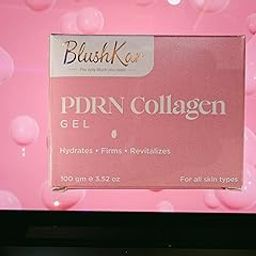 BlushKar
PDRN Collagen
GEL
Hydrates • Firms • Revitalizes
100 gm e 3.52 oz
For all skin types